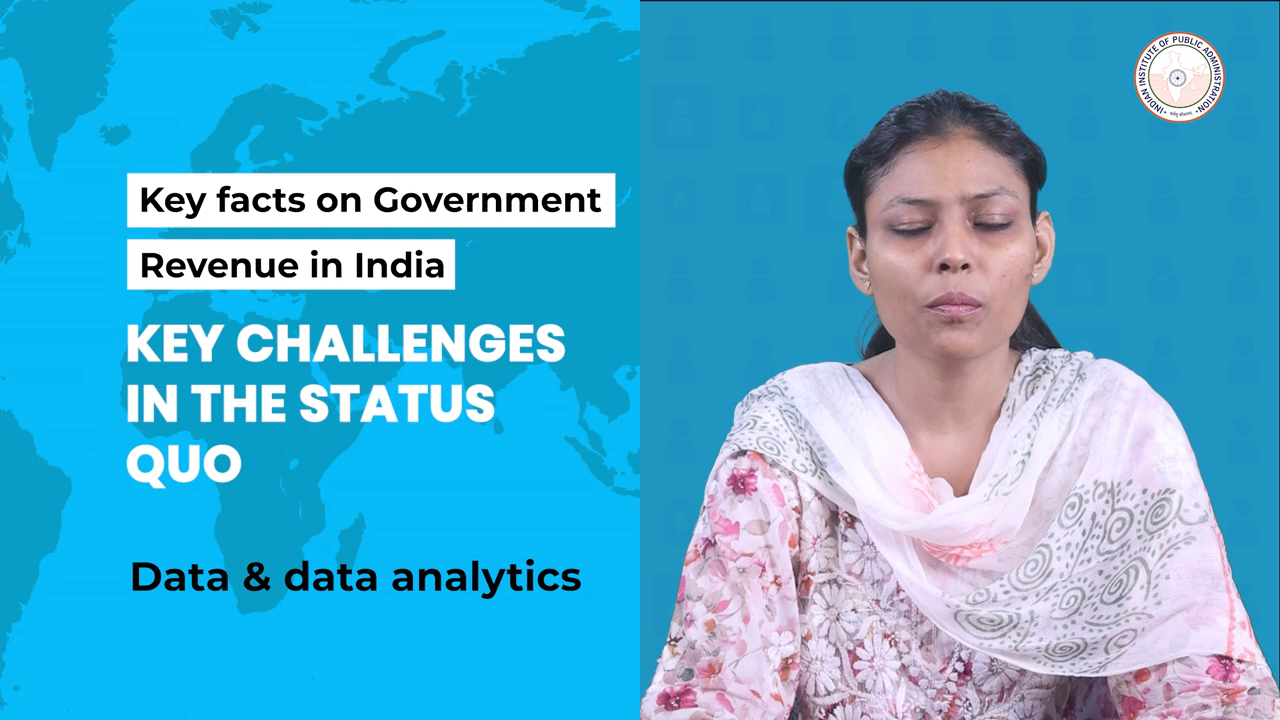 Key facts on Government
Revenue in India
KEY CHALLENGES
IN THE STATUS
QUO
Data & data analytics
INDIAN INSTITUTE OF PUBLIC ADMINISTRATION